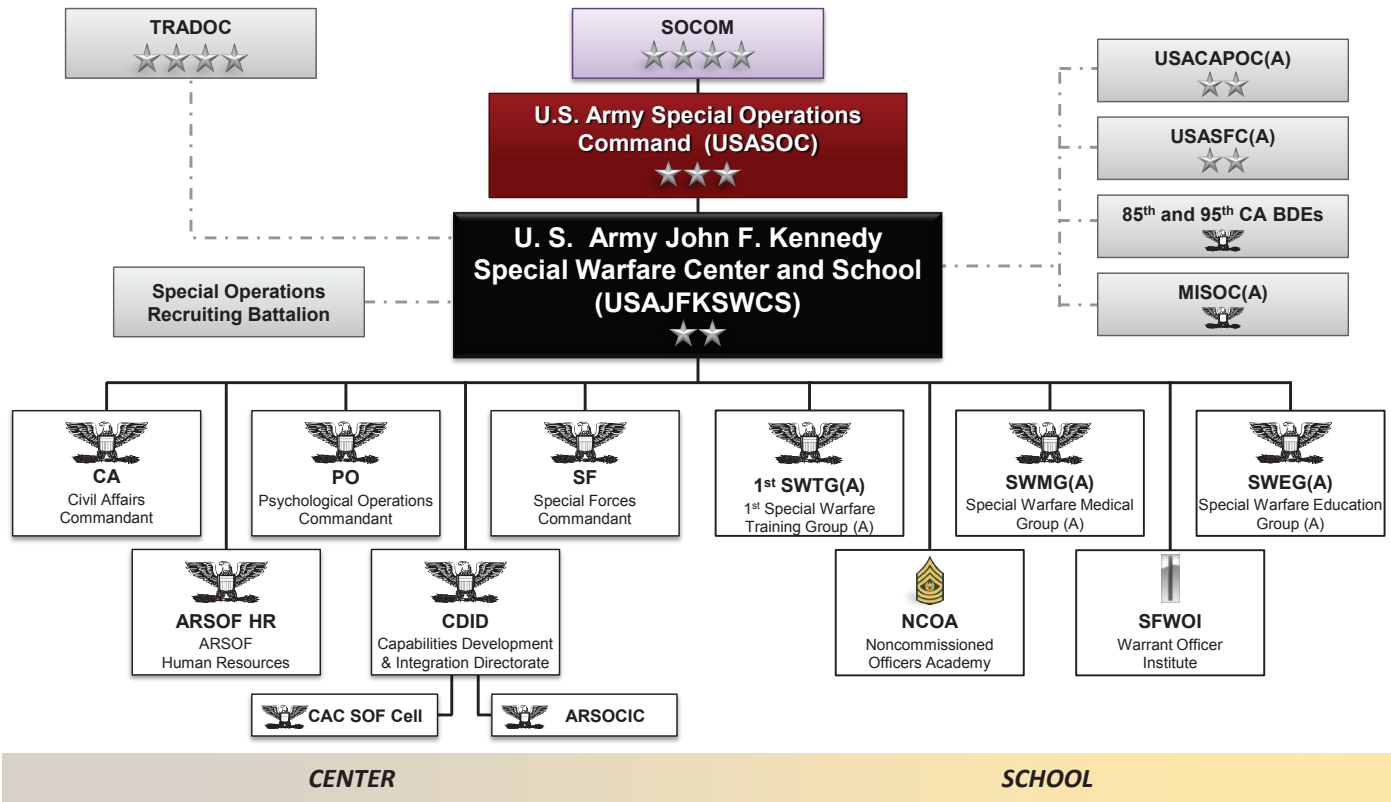 TRADOC
SOCOM
U.S. Army Special Operations
Command (USASOC)
U. S. Army John F. Kennedy
Special Warfare Center and School
(USAJFKSWCS)
Special Operations
Recruiting Battalion
USACAPOC(A)
USASFC(A)
85th and 95th CA BDEs
MISOC(A)
CA
Civil Affairs
Commandant
PO
Psychological Operations
Commandant
SF
Special Forces
Commandant
1st SWTG(A)
1st Special Warfare
Training Group (A)
SWMG(A)
Special Warfare Medical
Group (A)
SWEG(A)
Special Warfare Education
Group (A)
ARSOF HR
ARSOF
Human Resources
CDID
Capabilities Development
& Integration Directorate
NCOA
Noncommissioned
Officers Academy
SFWOI
Warrant Officer
Institute
CAC SOF Cell
ARSOCIC
CENTER
SCHOOL